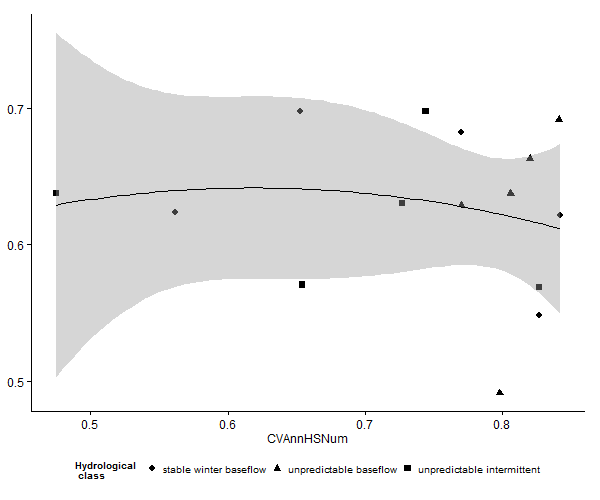 0.7
0.6
0.5
0.5 0.6 0.7 0.8
CVAnnHSNum
Hydrological
class
stable winter baseflow unpredictable baseflow unpredictable intermittent